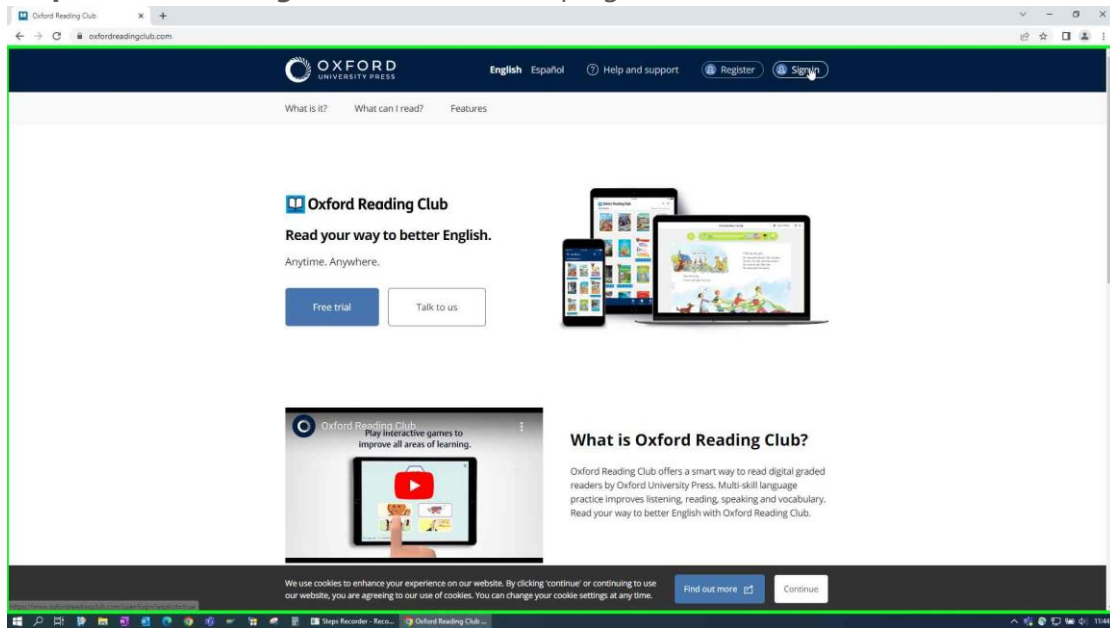 Oxford Reading Club
oxfordreadingclub.com
OXFORD
UNIVERSITY PRESS
English Español Help and support Register Sign in
What is it? What can I read? Features
Oxford Reading Club
Read your way to better English.
Anytime. Anywhere.
Free trial Talk to us
Oxford Reading Club
Play interactive games to
improve all areas of learning.
What is Oxford Reading Club?
Oxford Reading Club offers a smart way to read digital graded
readers by Oxford University Press. Multi-skill language
practice improves listening, reading, speaking and vocabulary.
Read your way to better English with Oxford Reading Club.
We use cookies to enhance your experience on our website. By clicking 'continue' or continuing to use
our website, you are agreeing to our use of cookies. You can change your cookie settings at any time.
Find out more Continue
Steps Recorder - Reco... Oxford Reading Club ...
11:44